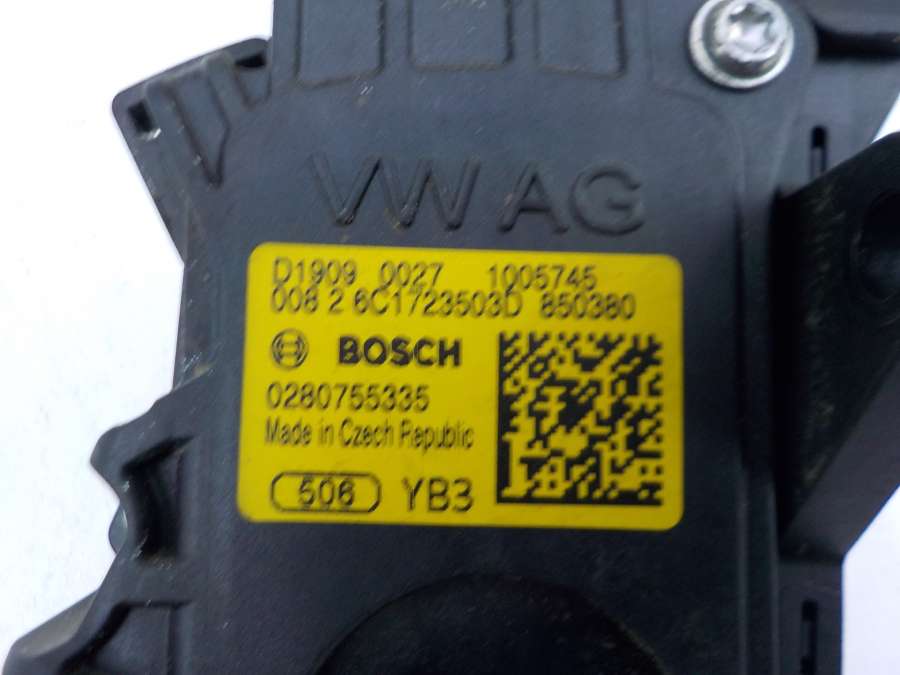 VW AG
D1909 0027 1005745
008 2 6C1723503D 850380
BOSCH
0280755335
Made in Czech Republic
506 YB3